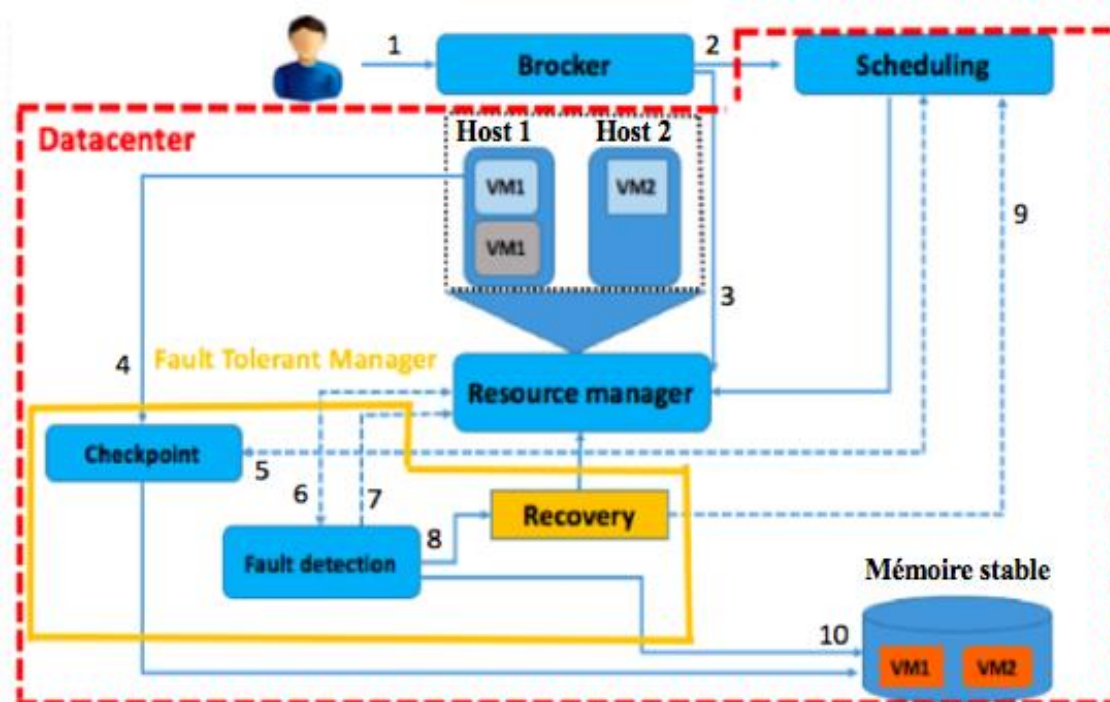 1
Brocker
2
Scheduling
Datacenter
Host 1
Host 2
VM1
VM2
VM1
9
3
4
Fault Tolerant Manager
Resource manager
Checkpoint
5
6
7
Recovery
8
Fault detection
Mémoire stable
10
VM1
VM2